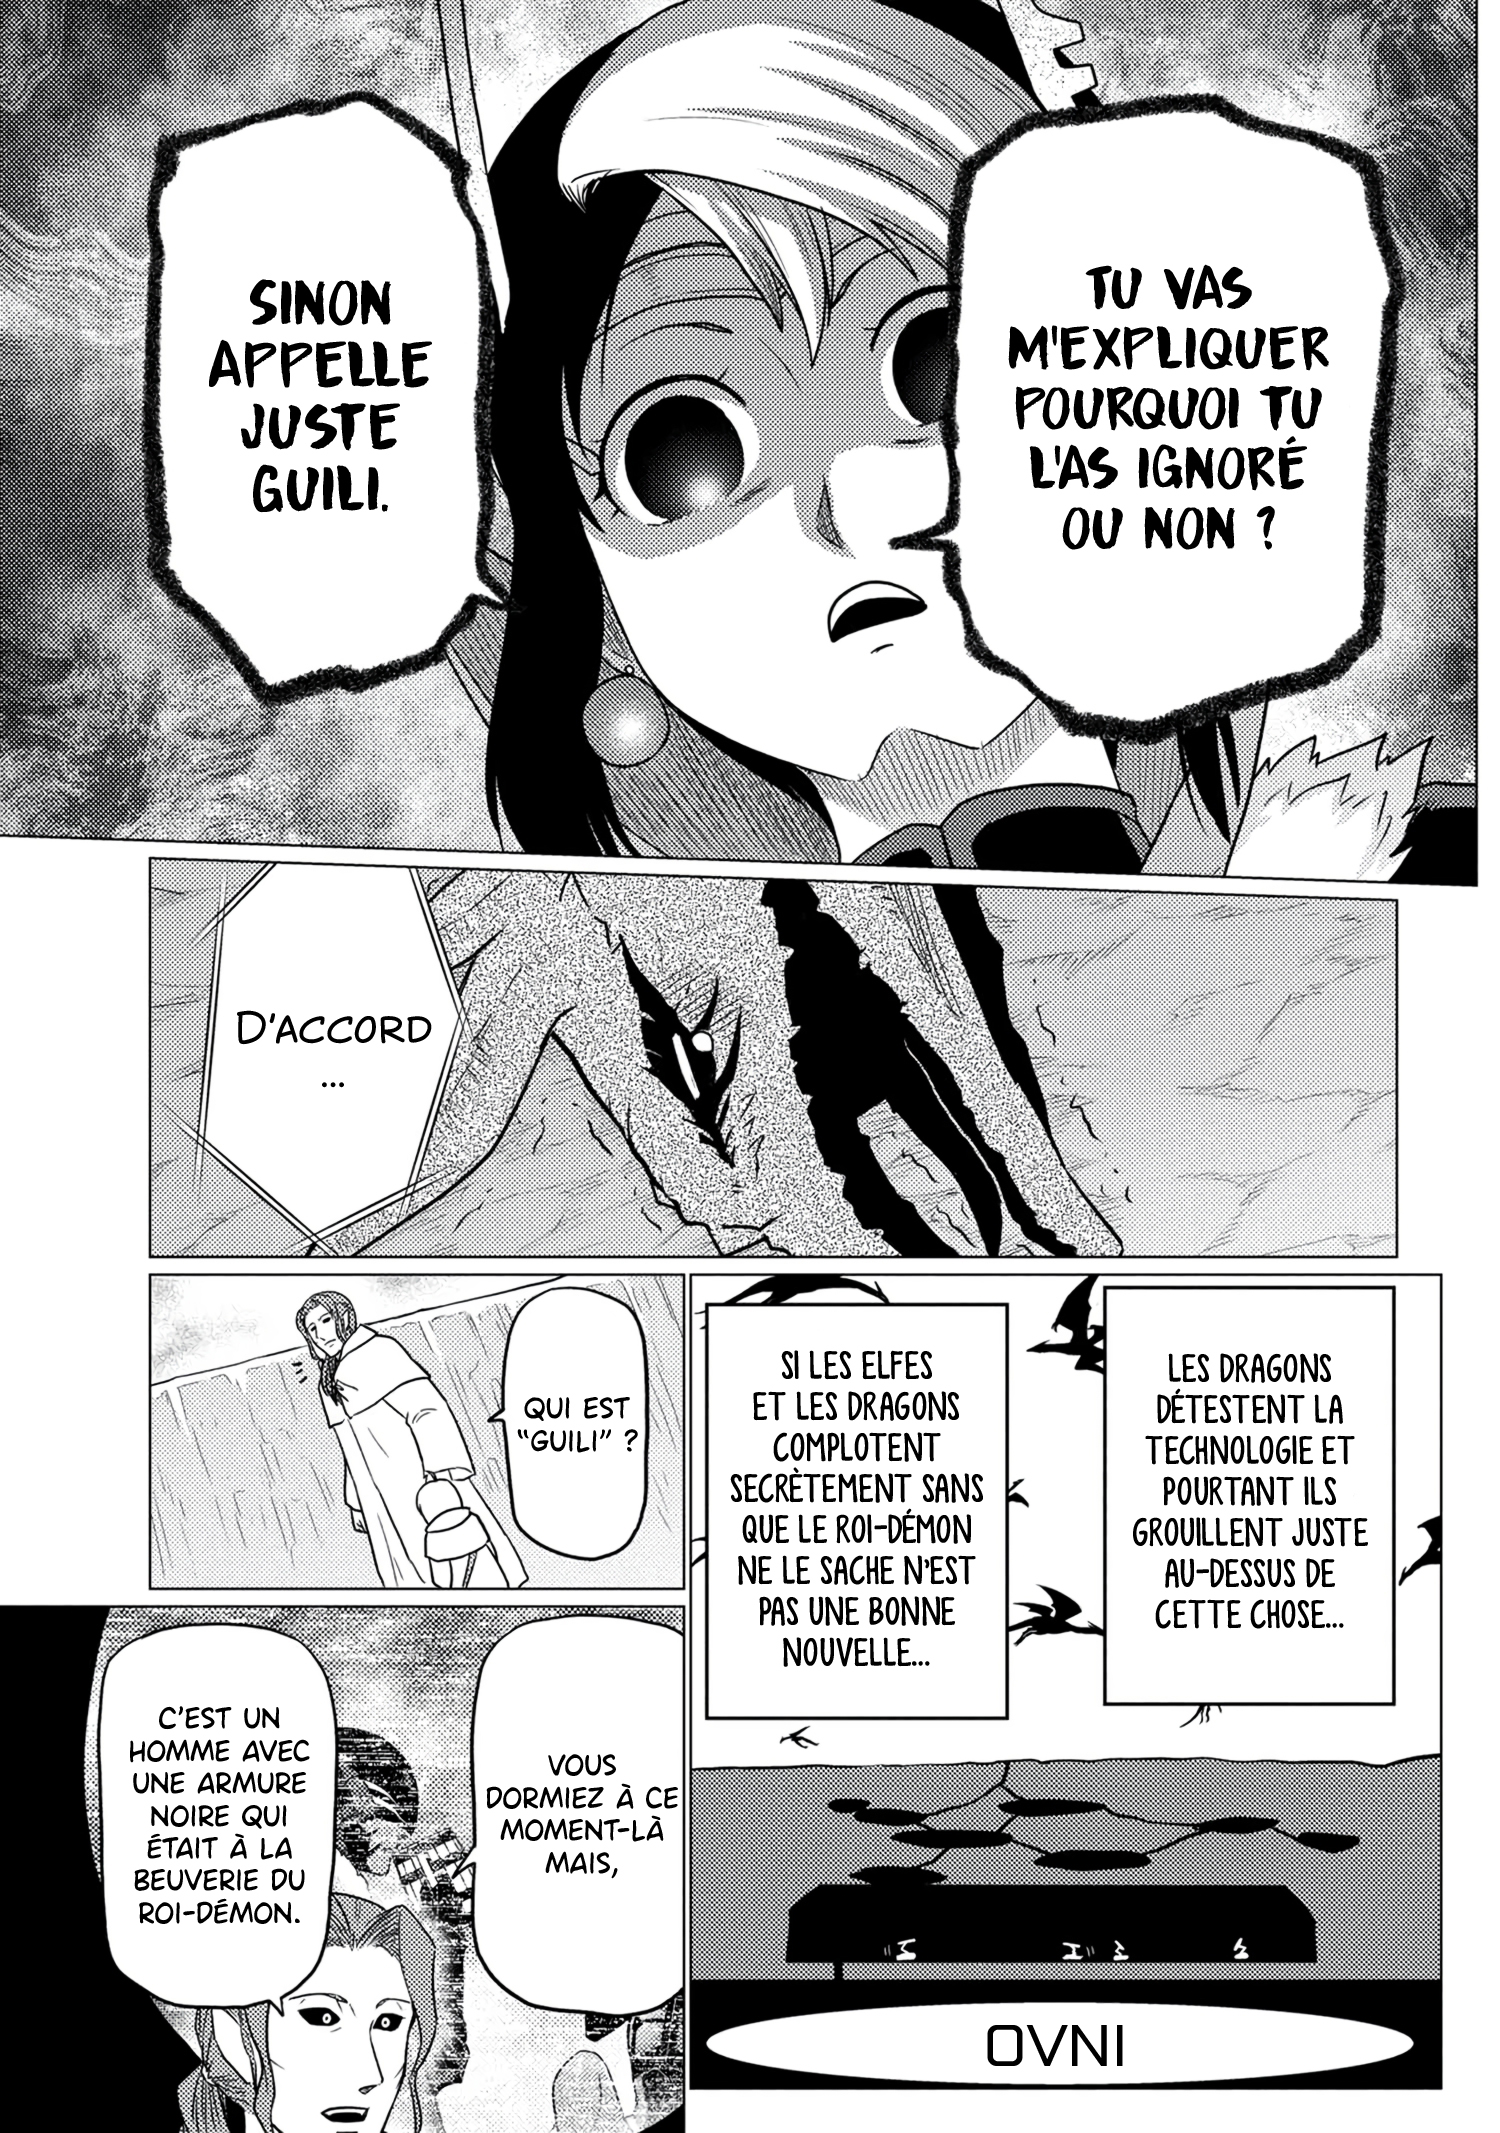 TU VAS
M'EXPLIQUER
POURQUOI TU
L'AS IGNORÉ
OU NON ?
SINON
APPELLE
JUSTE
GUILI.
D'ACCORD
...
LES DRAGONS
DÉTESTENT LA
TECHNOLOGIE ET
POURTANT ILS
GROUILLENT JUSTE
AU-DESSUS DE
CETTE CHOSE...
SI LES ELFES
ET LES DRAGONS
COMPLOTENT
SECRÈTEMENT SANS
QUE LE ROI-DÉMON
NE LE SACHE N'EST
PAS UNE BONNE
NOUVELLE...
OVNI
QUI EST
"GUILI" ?
VOUS
DORMIEZ À CE
MOMENT-LÀ
MAIS,
C'EST UN
HOMME AVEC
UNE ARMURE
NOIRE QUI
ÉTAIT À LA
BEUVERIE DU
ROI-DÉMON.